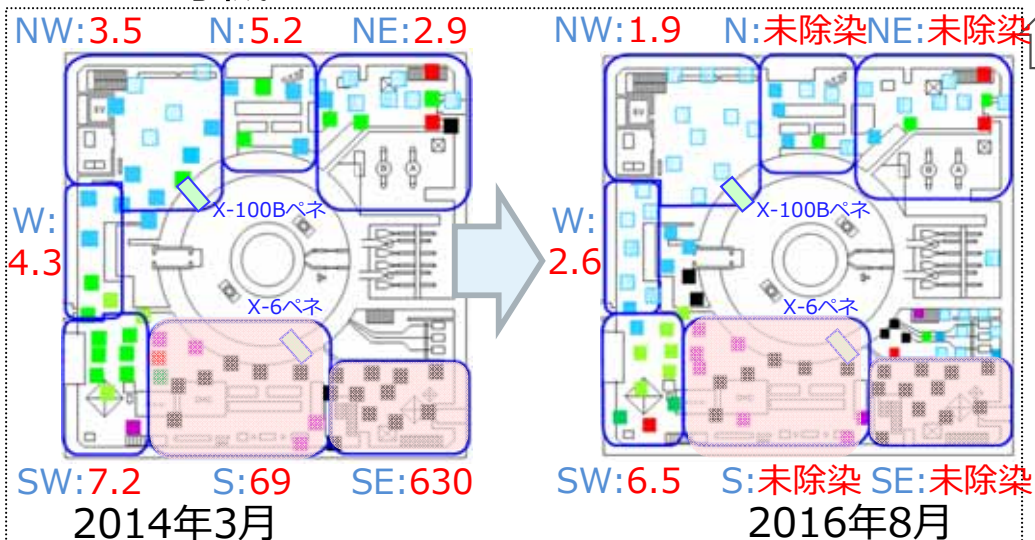 NW:3.5 N:5.2 NE:2.9
NW:1.9 N:未除染 NE:未除染
EV
EV
X-100Bペネ
X-100Bペネ
W:
4.3
W:
2.6
X-6ペネ
X-6ペネ
SW:7.2 S:69 SE:630
SW:6.5 S:未除染 SE:未除染
2014年3月
2016年8月